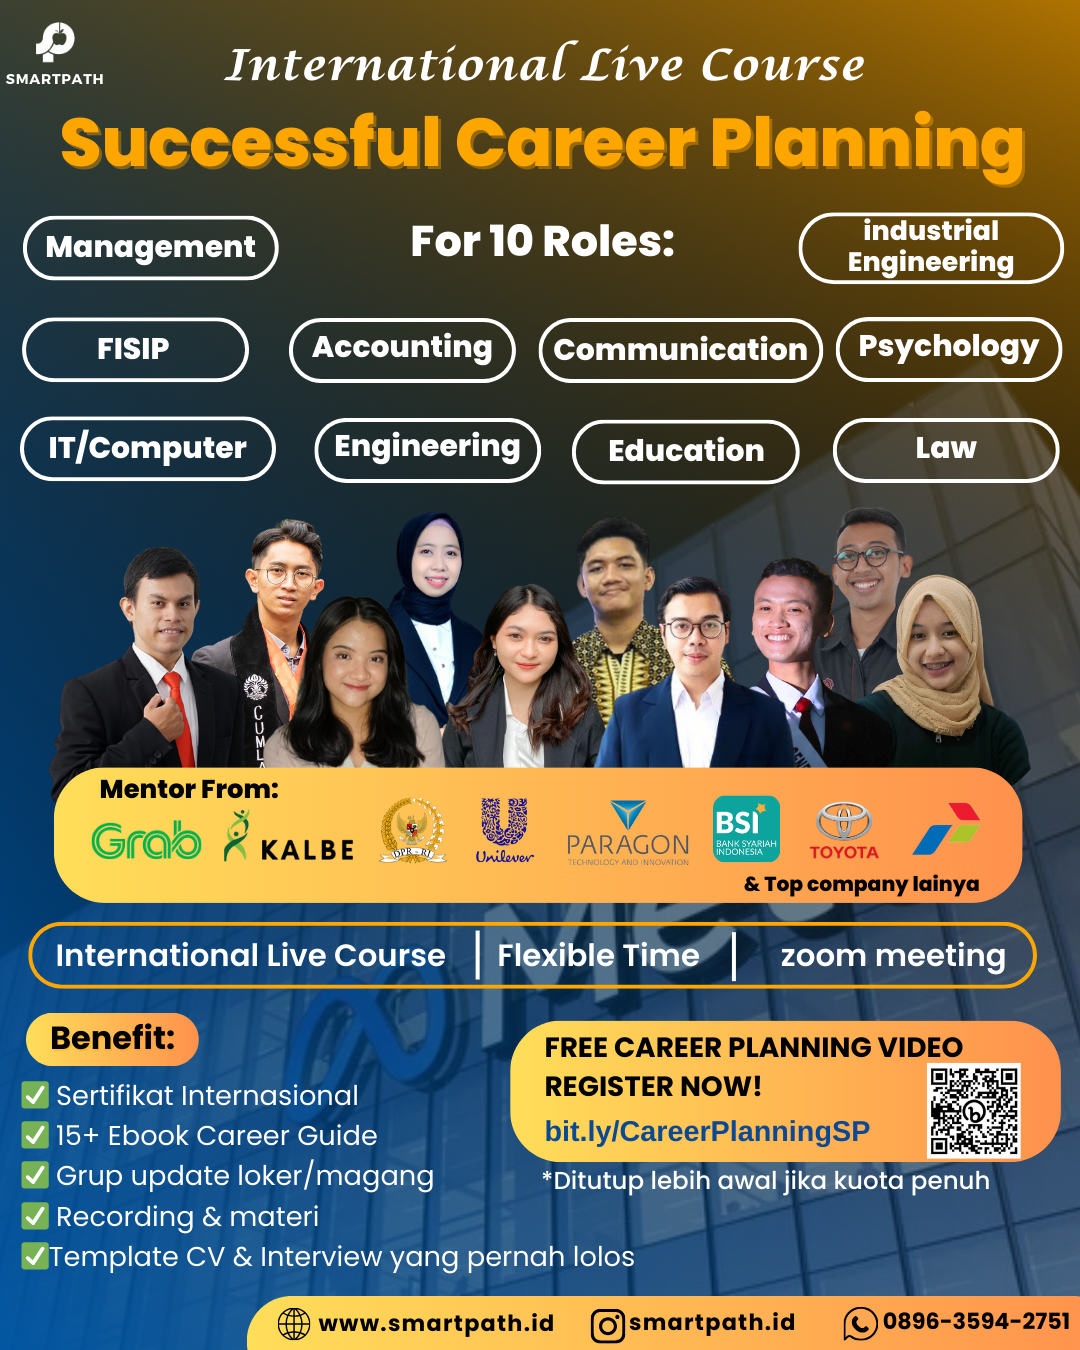 SMARTPATH
International Live Course
Successful Career Planning
For 10 Roles:
Management
industrial
Engineering
FISIP
Accounting
Communication
Psychology
IT/Computer
Engineering
Education
Law
CUMLA
Mentor From:
Grab
KALBE
DPR - RI
Unilever
PARAGON
TECHNOLOGY AND INNOVATION
BSI
BANK SYARIAH
INDONESIA
TOYOTA
& Top company lainya
International Live Course
Flexible Time
zoom meeting
Benefit:
✅ Sertifikat Internasional
✅ 15+ Ebook Career Guide
✅ Grup update loker/magang
✅ Recording & materi
✅Template CV & Interview yang pernah lolos
FREE CAREER PLANNING VIDEO
REGISTER NOW!
bit.ly/CareerPlanningSP
*Ditutup lebih awal jika kuota penuh
www.smartpath.id
smartpath.id
0896-3594-2751